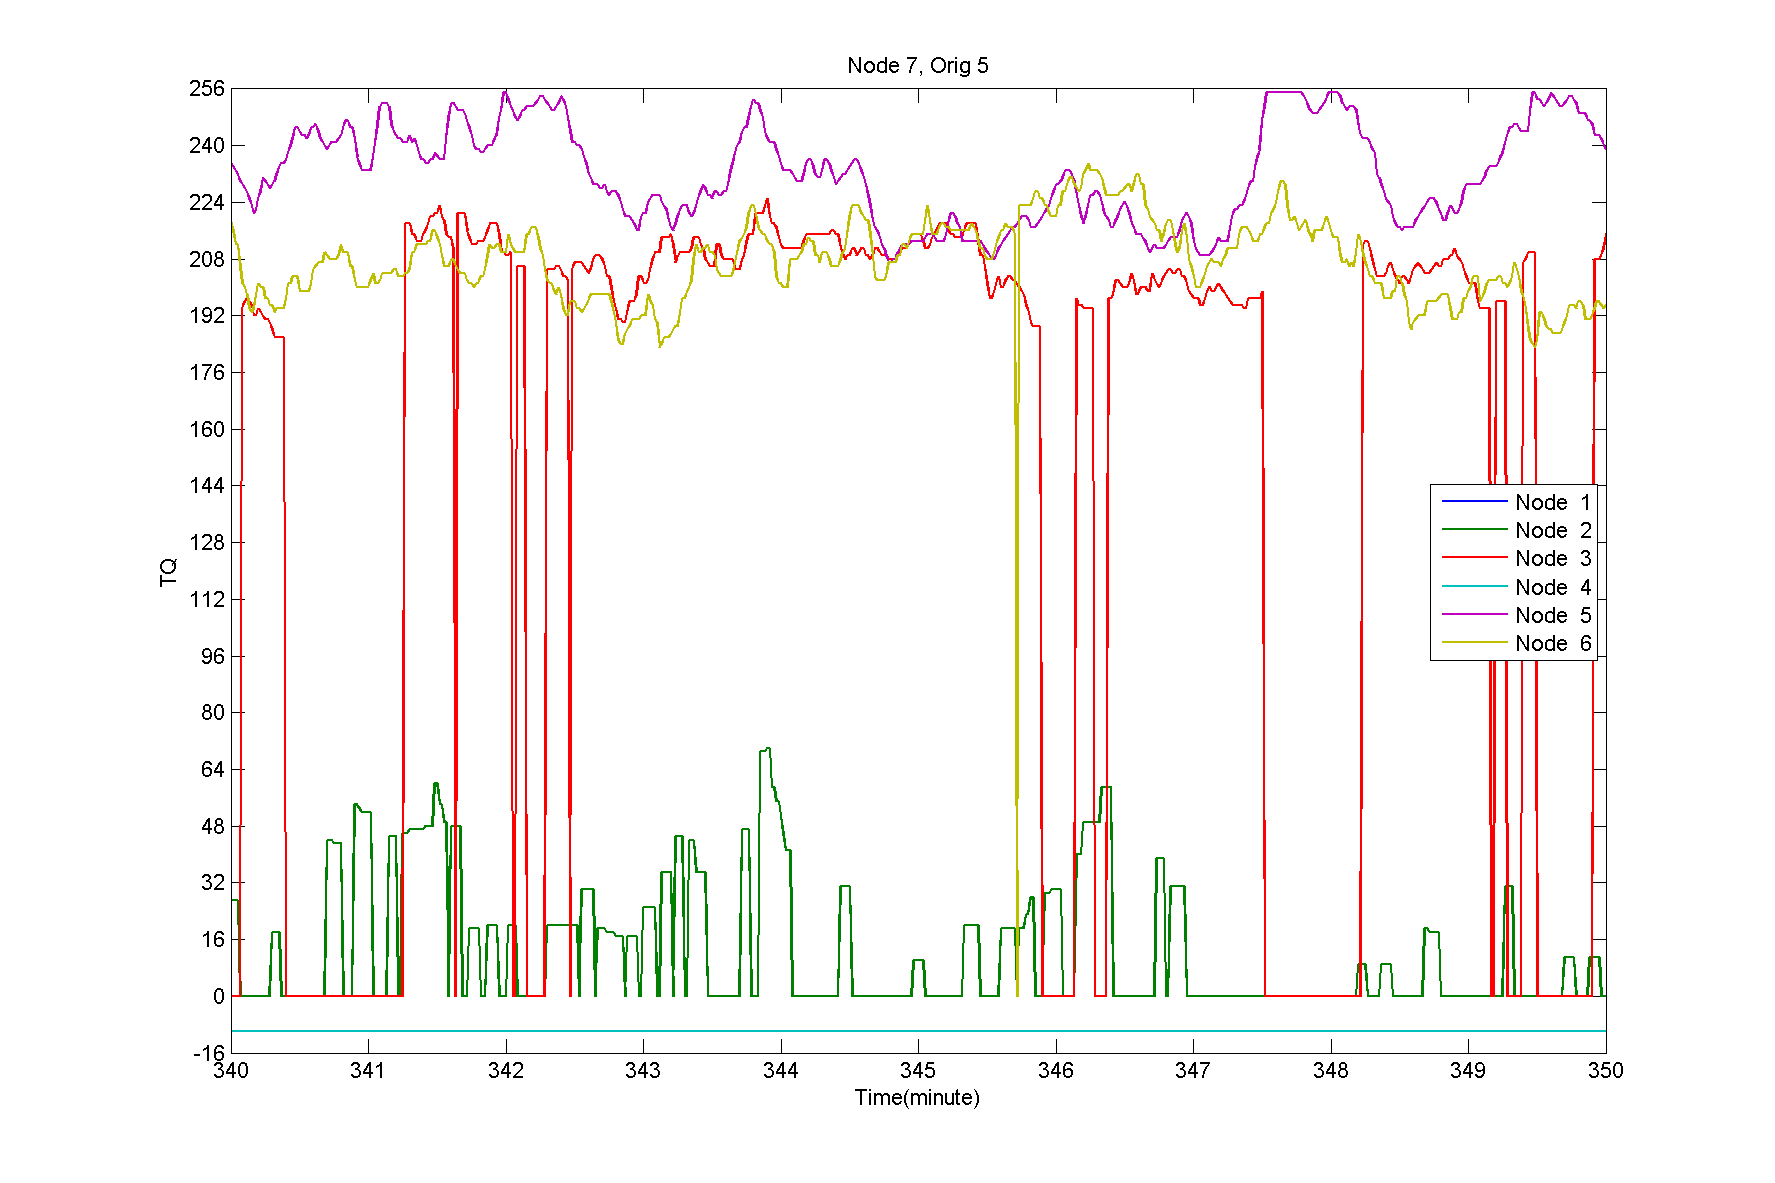 Node 7, Orig 5
256
240
224
208
192
176
160
144
128
112
96
80
64
48
32
16
0
-16
TQ
Node 1
Node 2
Node 3
Node 4
Node 5
Node 6
340 341 342 343 344 345 346 347 348 349 350
Time(minute)